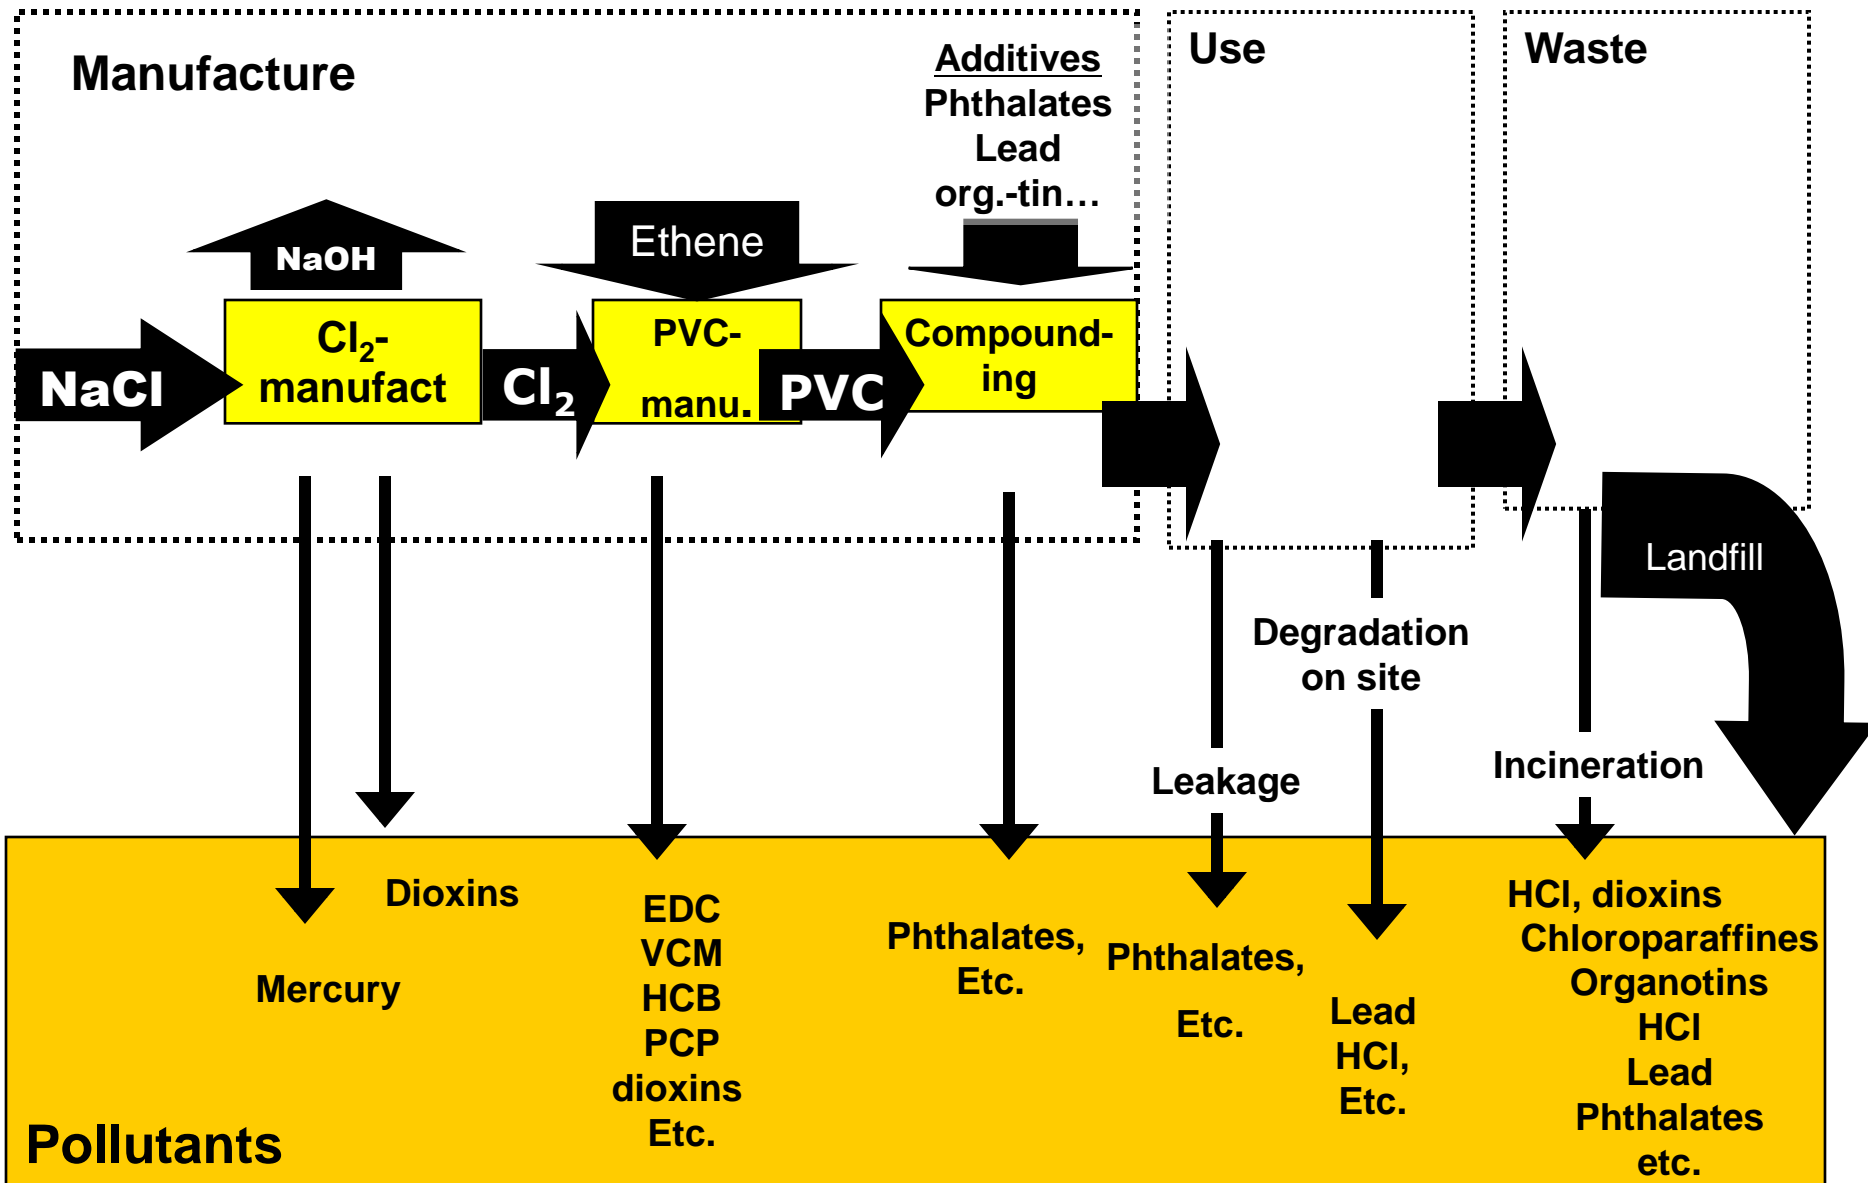 Manufacture
Additives
Phthalates
Lead
org.-tin...
Use
Waste
NaOH
Ethene
NaCl
Cl₂-
manufact
Cl₂
PVC-
manu.
PVC
Compound-
ing
Landfill
Degradation
on site
Leakage
Incineration
Dioxins
Mercury
EDC
VCM
HCB
PCP
dioxins
Etc.
Phthalates,
Etc.
Phthalates,
Etc.
Lead
HCl,
Etc.
HCl, dioxins
Chloroparaffines
Organotins
HCl
Lead
Phthalates
etc.
Pollutants